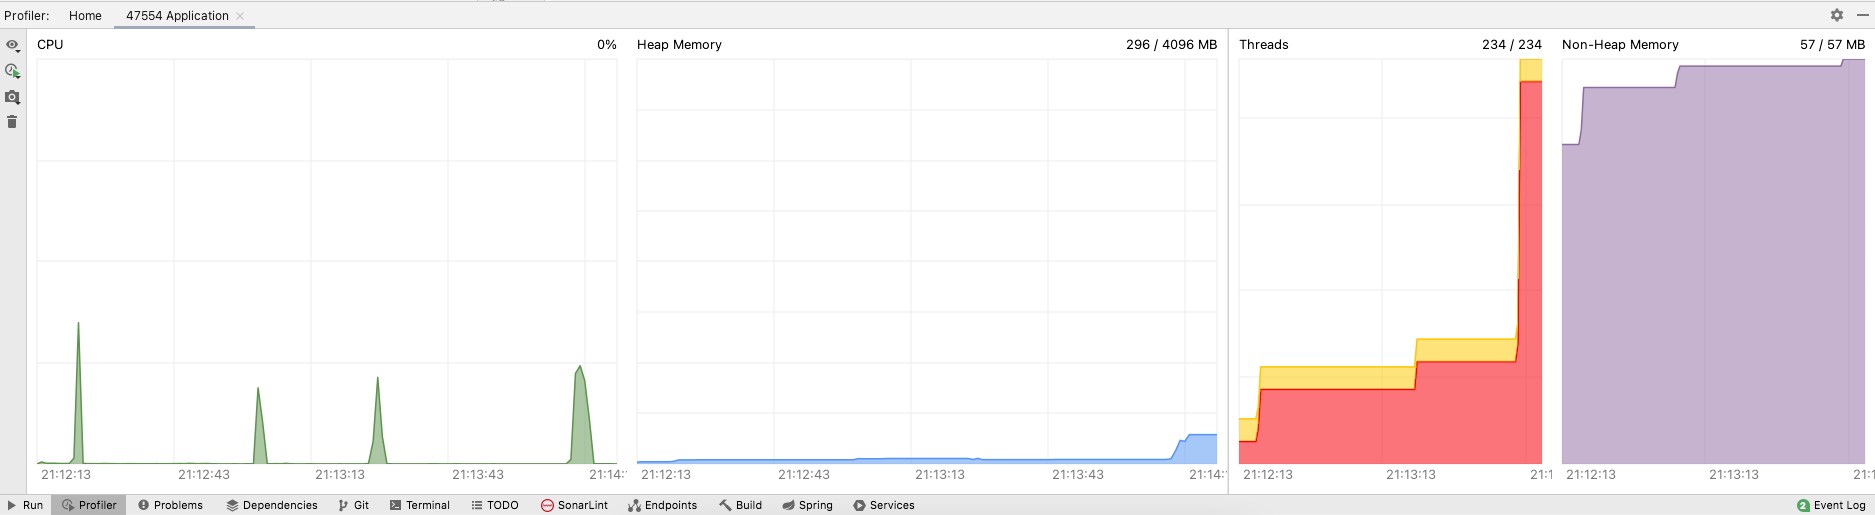 Profiler: Home 47554 Application
CPU 0% Heap Memory 296 / 4096 MB Threads 234 / 234 Non-Heap Memory 57 / 57 MB
21:12:13 21:12:43 21:13:13 21:13:43 21:14: 21:12:13 21:12:43 21:13:13 21:13:43 21:14: 21:12:13 21:13:13 21:1 21:12:13 21:13:13 21:1
Run Profiler Problems Dependencies Git Terminal TODO SonarLint Endpoints Build Spring Services 2 Event Log